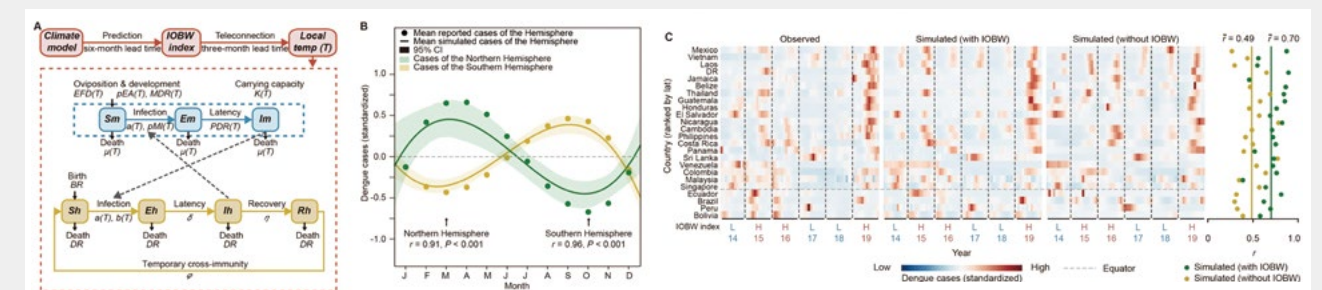 A
Climate
model
Prediction
six-month lead time
IOBW
index
Teleconnection
three-month lead time
Local
temp (T)
Oviposition & development
EFD(T) pEA(T), MDR(T)
Carrying capacity
K(T)
Sm
Infection
a(T), pMI(T)
Em
Latency
PDR(T)
Im
Death
μ(T)
Death
μ(T)
Death
μ(T)
Birth
BR
Sh
Infection
a(T), b(T)
Eh
Latency
δ
Ih
Recovery
η
Rh
Death
DR
Death
DR
Death
DR
Death
DR
Temporary cross-immunity
φ
B
Mean reported cases of the Hemisphere
Mean simulated cases of the Hemisphere
95% CI
Cases of the Northern Hemisphere
Cases of the Southern Hemisphere
Dengue cases (standardized)
1.0
0.5
0.0
-0.5
-1.0
Northern Hemisphere
r = 0.91, P < 0.001
Southern Hemisphere
r = 0.96, P < 0.001
J F M A M J J A S O N D
Month
C
Observed
Simulated (with IOBW)
Simulated (without IOBW)
r̄ = 0.49
r̄ = 0.70
Country (ranked by lat)
Mexico
Vietnam
Laos
DR
Jamaica
Belize
Thailand
Guatemala
Honduras
El Salvador
Nicaragua
Cambodia
Philippines
Costa Rica
Panama
Sri Lanka
Venezuela
Colombia
Malaysia
Singapore
Ecuador
Brazil
Peru
Bolivia
IOBW index L H H L L H L H H L L H L H H L L H
14 15 16 17 18 19 14 15 16 17 18 19 14 15 16 17 18 19
0 0.5 1.0
Year
r
Low
High
Dengue cases (standardized)
Equator
Simulated (with IOBW)
Simulated (without IOBW)